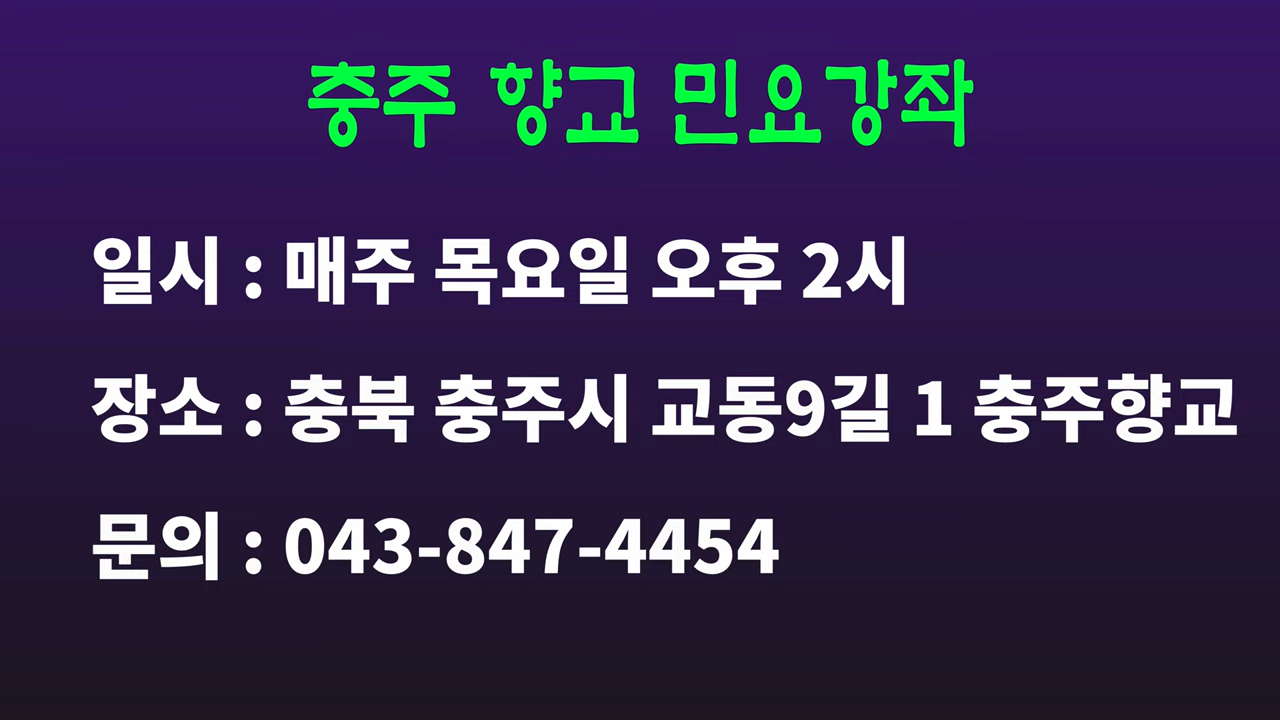 충주 향교 민요강좌
일시 : 매주 목요일 오후 2시
장소 : 충북 충주시 교동9길 1 충주향교
문의 : 043-847-4454